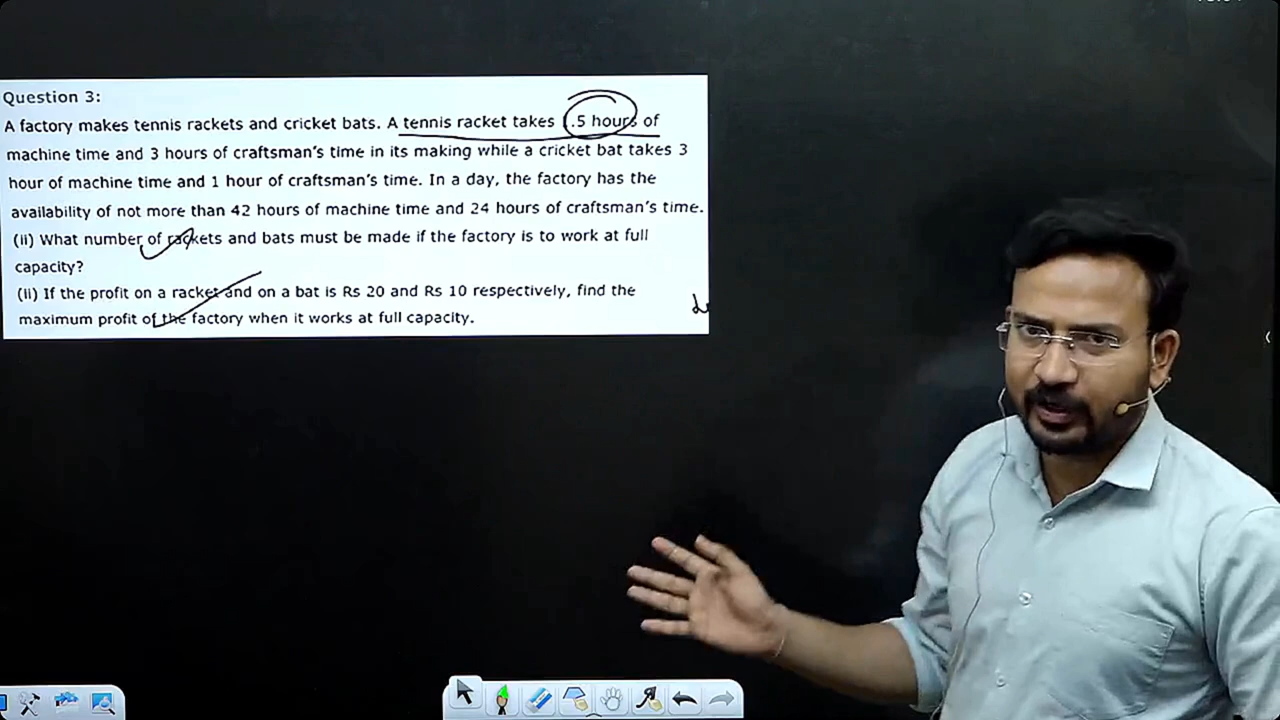 Question 3:
A factory makes tennis rackets and cricket bats. A tennis racket takes .5 hours of
machine time and 3 hours of craftsman's time in its making while a cricket bat takes 3
hour of machine time and 1 hour of craftsman's time. In a day, the factory has the
availability of not more than 42 hours of machine time and 24 hours of craftsman's time.
(ii) What number of rackets and bats must be made if the factory is to work at full
capacity?
(ii) If the profit on a racket and on a bat is Rs 20 and Rs 10 respectively, find the
maximum profit of the factory when it works at full capacity.